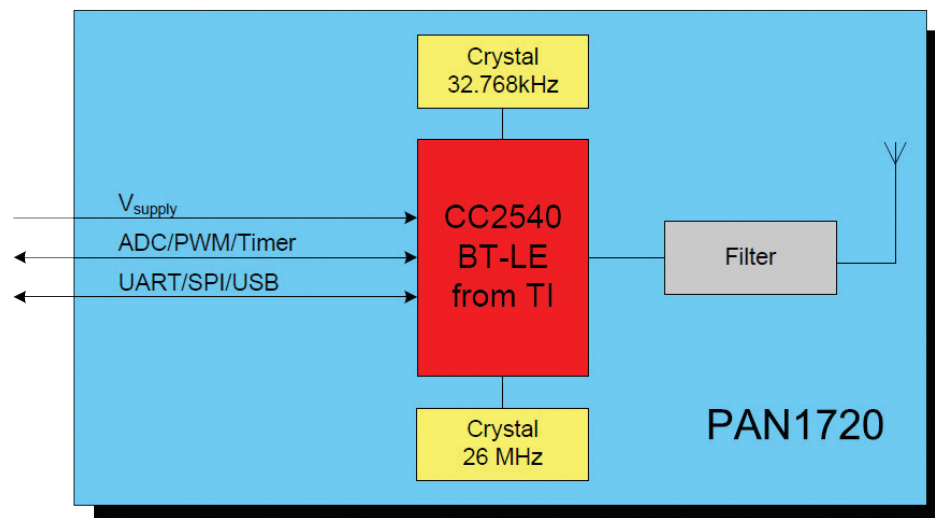 Crystal
32.768kHz
Vsupply
ADC/PWM/Timer
UART/SPI/USB
CC2540
BT-LE
from TI
Filter
Crystal
26 MHz
PAN1720